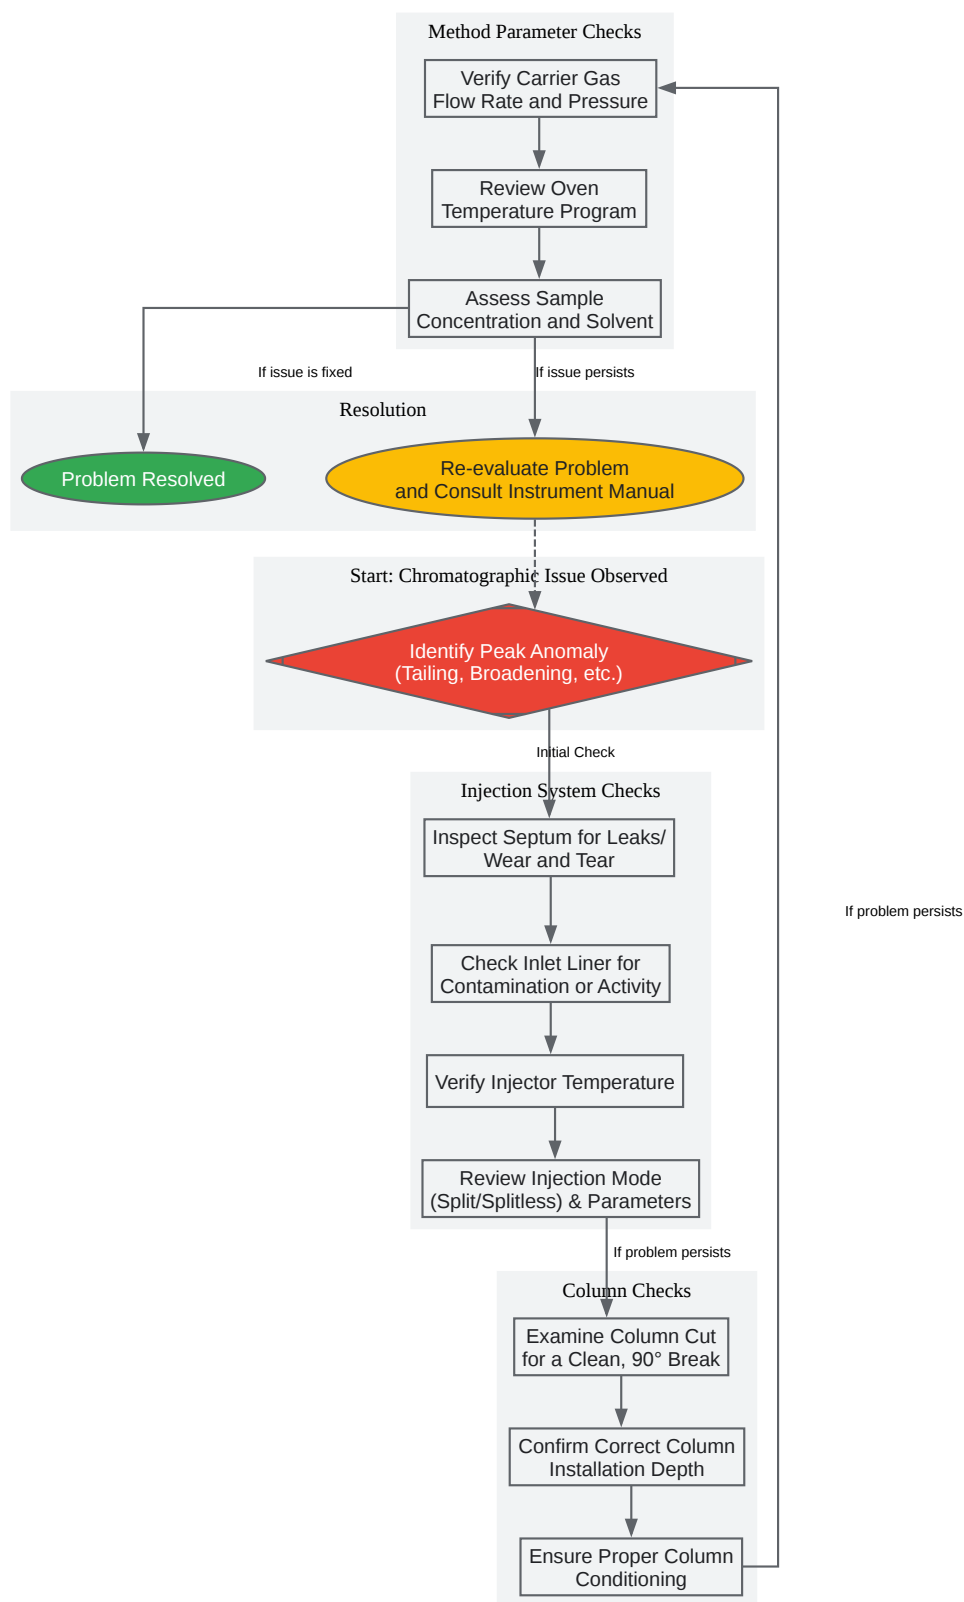 Method Parameter Checks
Verify Carrier Gas
Flow Rate and Pressure
Review Oven
Temperature Program
Assess Sample
Concentration and Solvent
If issue is fixed
If issue persists
Resolution
Problem Resolved
Re-evaluate Problem
and Consult Instrument Manual
Start: Chromatographic Issue Observed
Identify Peak Anomaly
(Tailing, Broadening, etc.)
Initial Check
Injection System Checks
Inspect Septum for Leaks/
Wear and Tear
If problem persists
Check Inlet Liner for
Contamination or Activity
Verify Injector Temperature
Review Injection Mode
(Split/Splitless) & Parameters
If problem persists
Column Checks
Examine Column Cut
for a Clean, 90° Break
Confirm Correct Column
Installation Depth
Ensure Proper Column
Conditioning